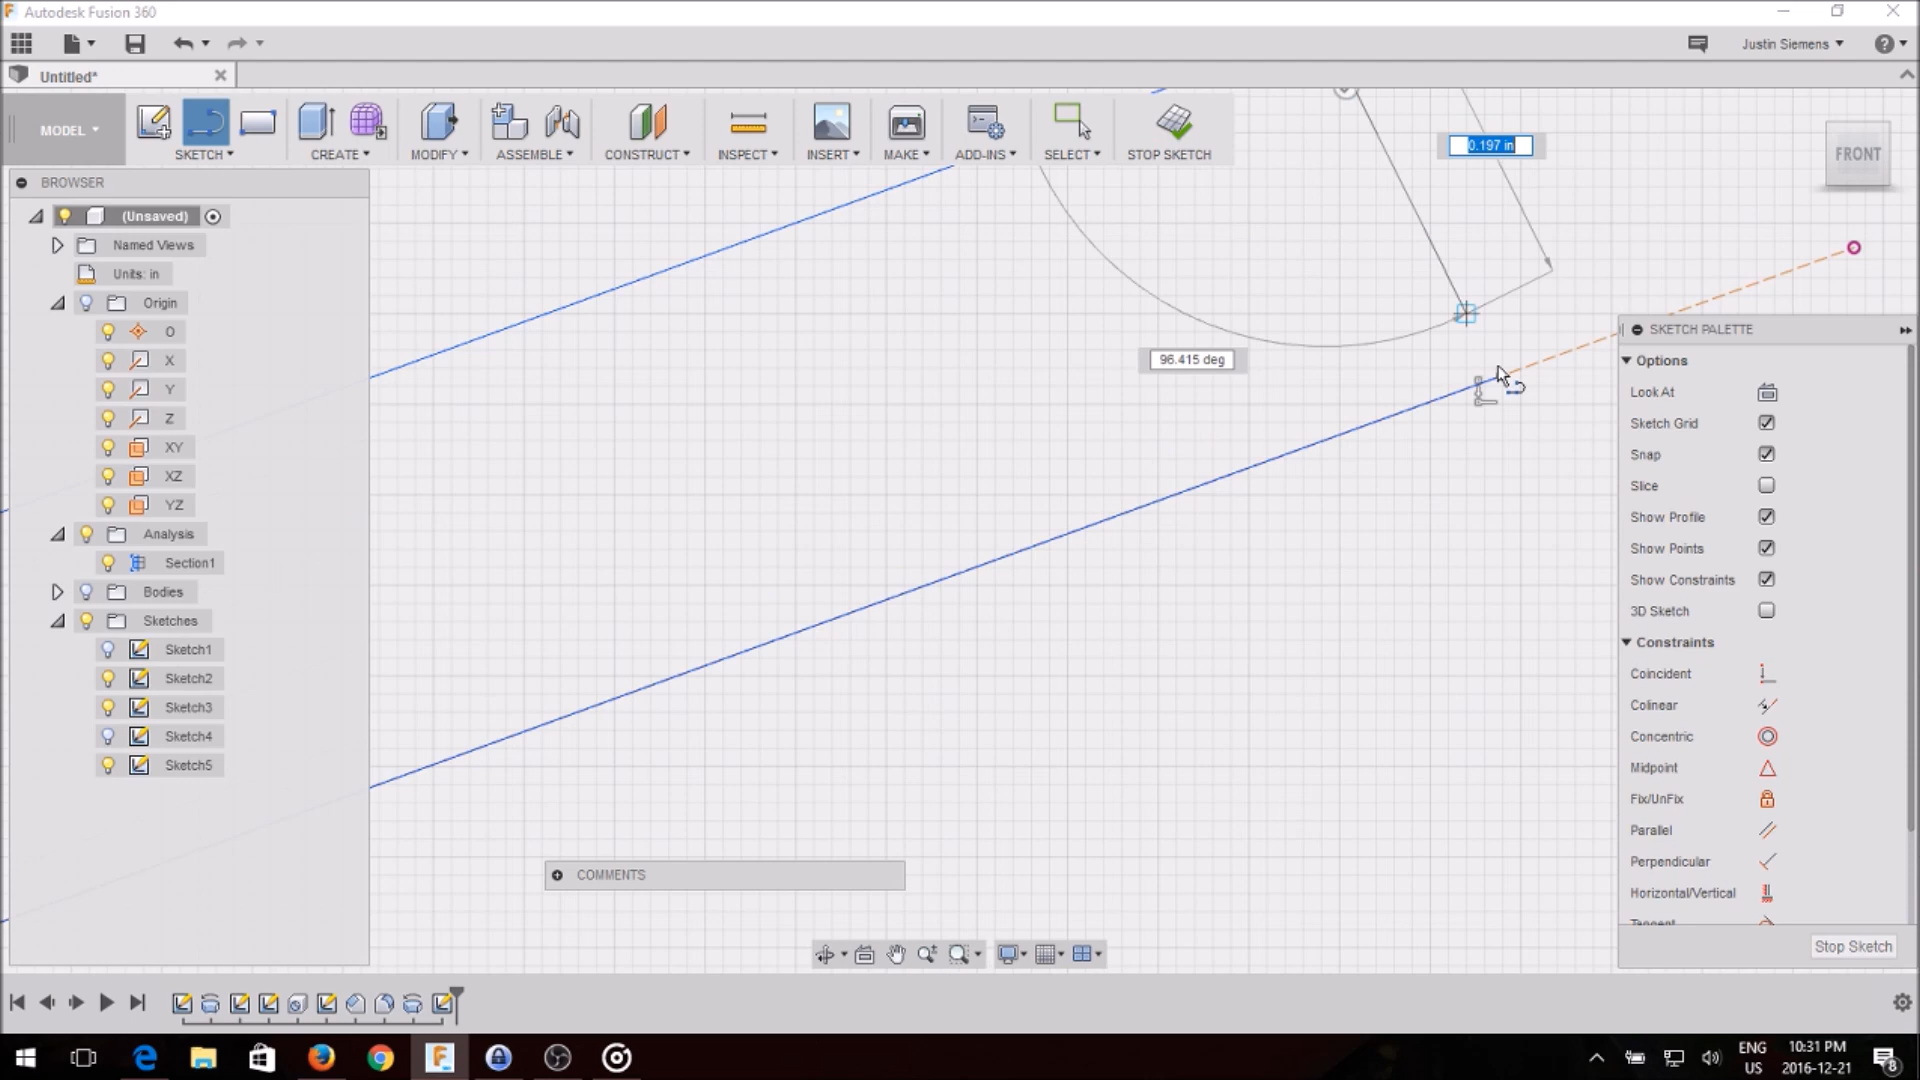 Autodesk Fusion 360
Justin Siemens
Untitled*
MODEL
SKETCH
CREATE
MODIFY
ASSEMBLE
CONSTRUCT
INSPECT
INSERT
MAKE
ADD-INS
SELECT
STOP SKETCH
0.197 in
FRONT
BROWSER
(Unsaved)
Named Views
Units: in
Origin
O
X
Y
Z
XY
XZ
YZ
Analysis
Section1
Bodies
Sketches
Sketch1
Sketch2
Sketch3
Sketch4
Sketch5
96.415 deg
SKETCH PALETTE
Options
Look At
Sketch Grid
Snap
Slice
Show Profile
Show Points
Show Constraints
3D Sketch
Constraints
Coincident
Colinear
Concentric
Midpoint
Fix/UnFix
Parallel
Perpendicular
Horizontal/Vertical
Tangent
Stop Sketch
COMMENTS
ENG
US
10:31 PM
2016-12-21
8